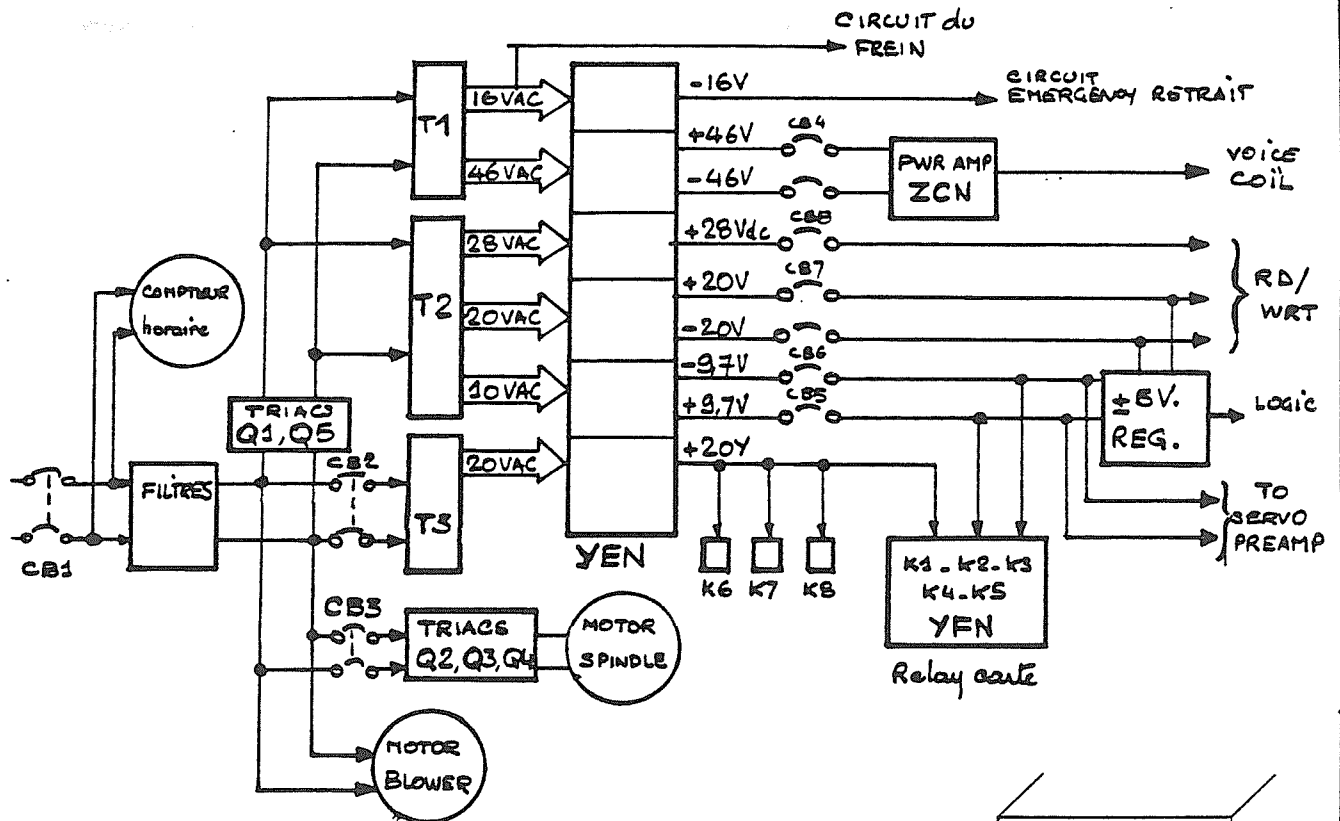 CIRCUIT du
FREIN
T1
16VAC
46VAC
-16V
CIRCUIT
EMERGENCY RETRAIT
+46V
CB4
-46V
PWR AMP
ZCN
VOICE
COIL
T2
28VAC
20VAC
10VAC
+28Vdc
CB8
+20V
CB7
-20V
-9,7V
CB6
+9,7V
CB5
RD/
WRT
COMPTEUR
horaire
TRIACS
Q1, Q5
±5V.
REG.
LOGIC
CB1
FILTRES
CB2
T3
20VAC
YEN
+20Y
K6
K7
K8
K1 - K2 - K3
K4 - K5
YFN
Relay carte
TO
SERVO
PREAMP
CB3
TRIACS
Q2, Q3, Q4
MOTOR
SPINDLE
MOTOR
BLOWER